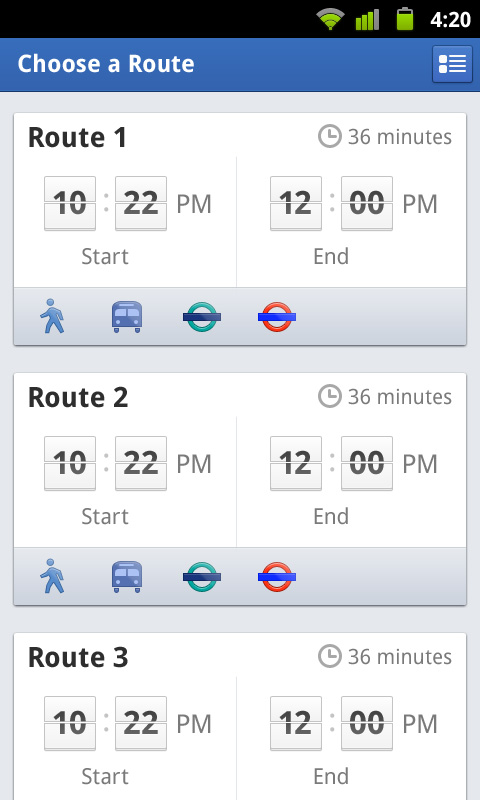 4:20
Choose a Route
Route 1 36 minutes
10 : 22 PM 12 : 00 PM
Start End
Route 2 36 minutes
10 : 22 PM 12 : 00 PM
Start End
Route 3 36 minutes
10 : 22 PM 12 : 00 PM
Start End